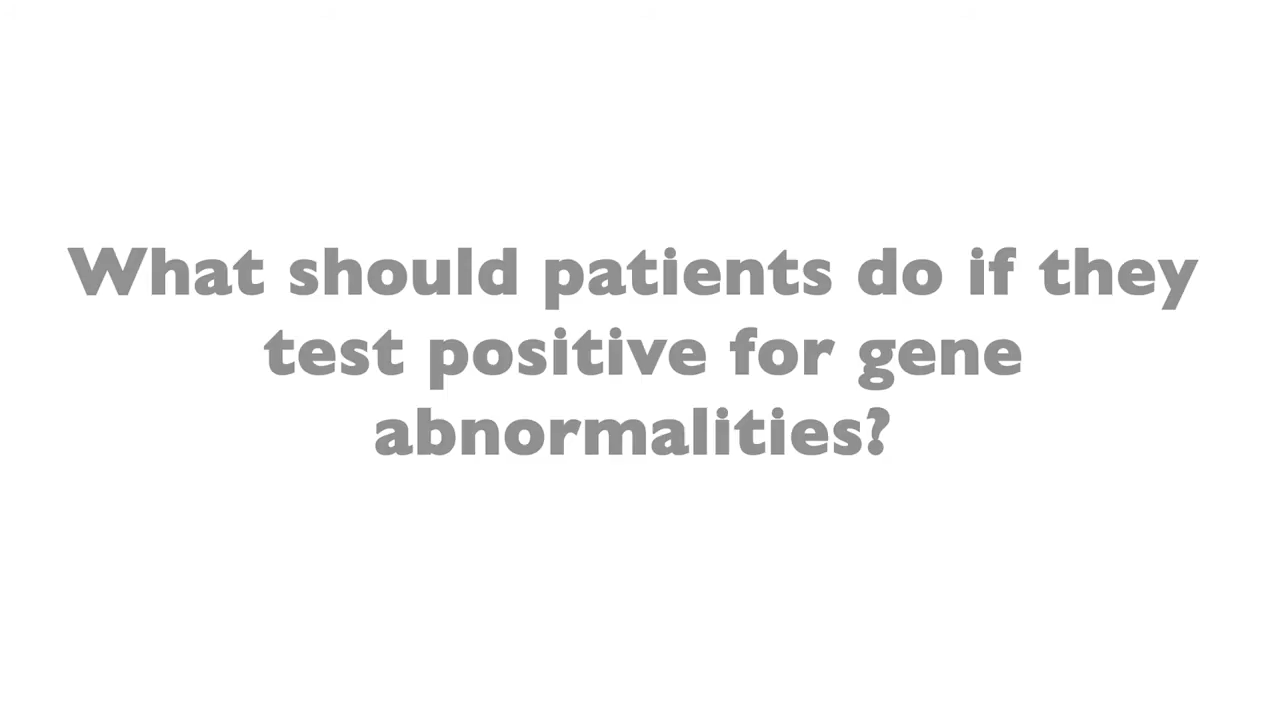 What should patients do if they
test positive for gene
abnormalities?